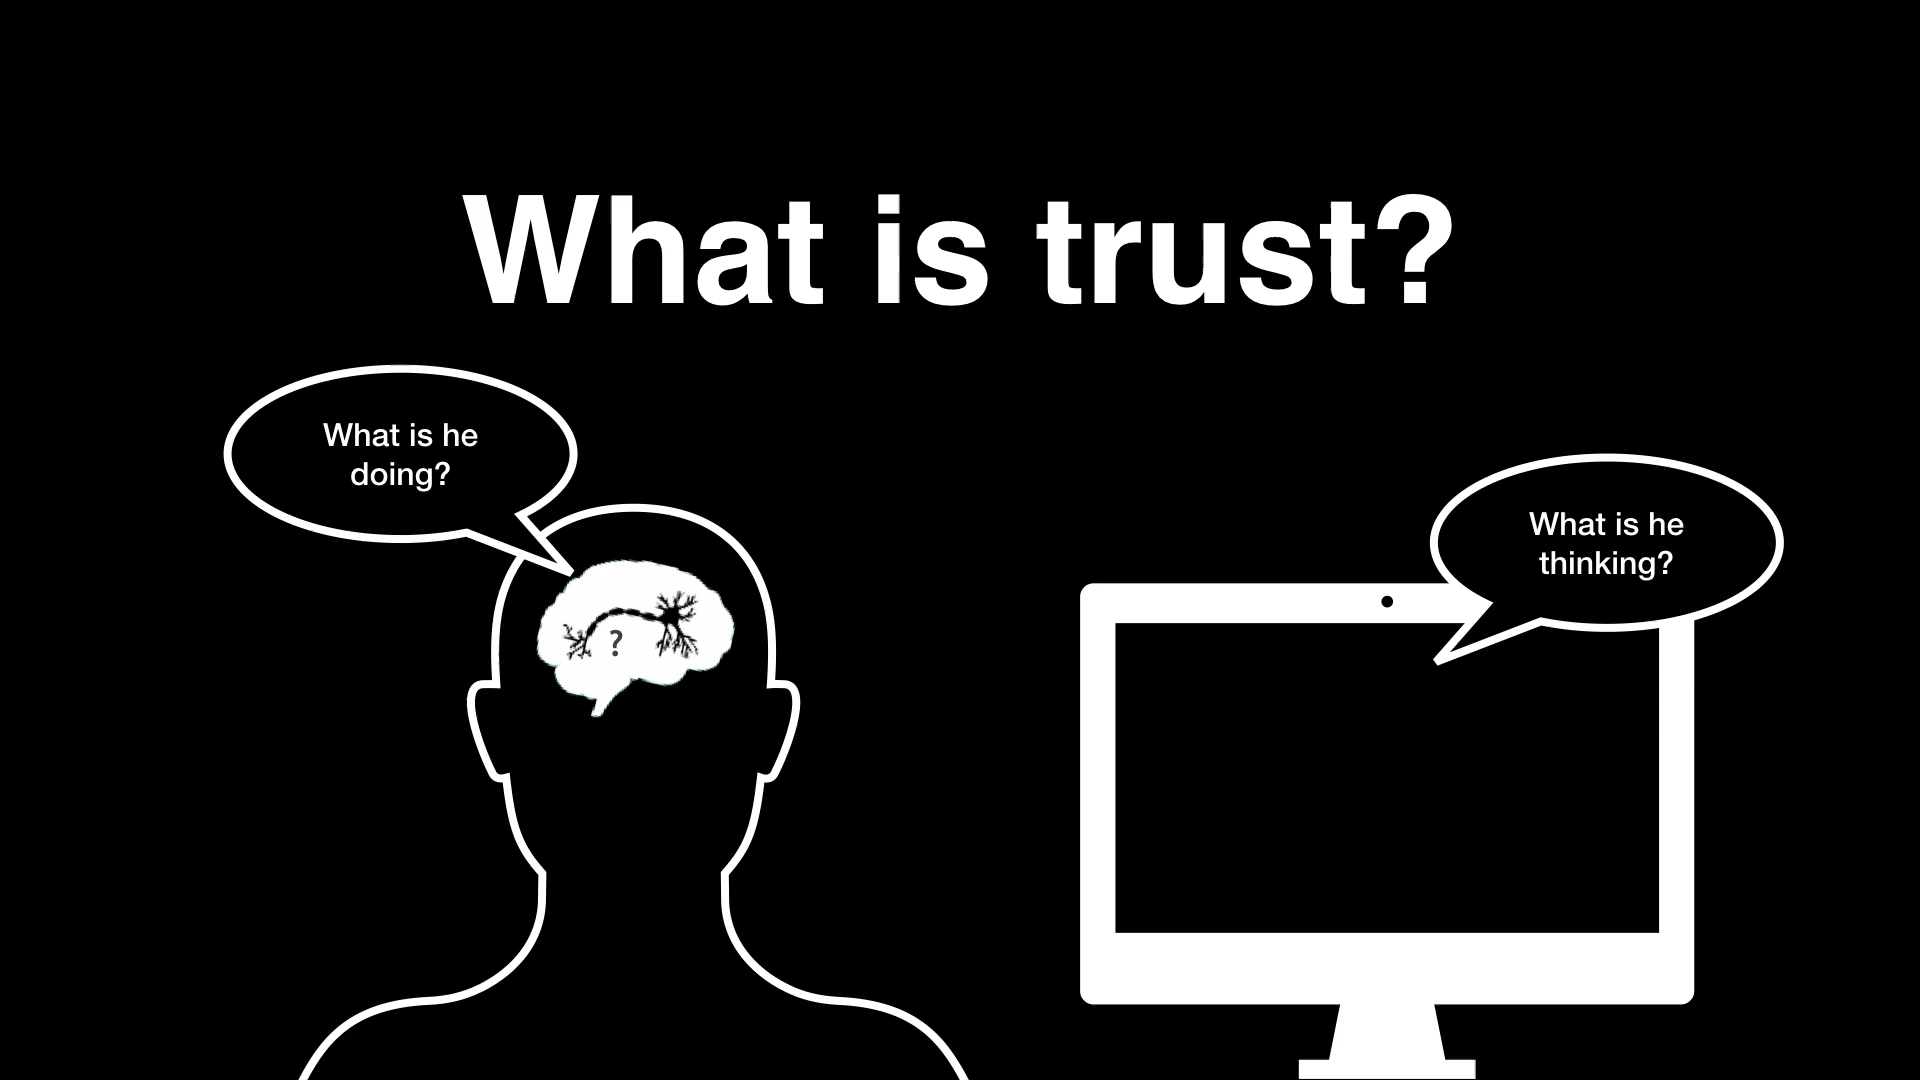 What is trust?
What is he
doing?
What is he
thinking?
?